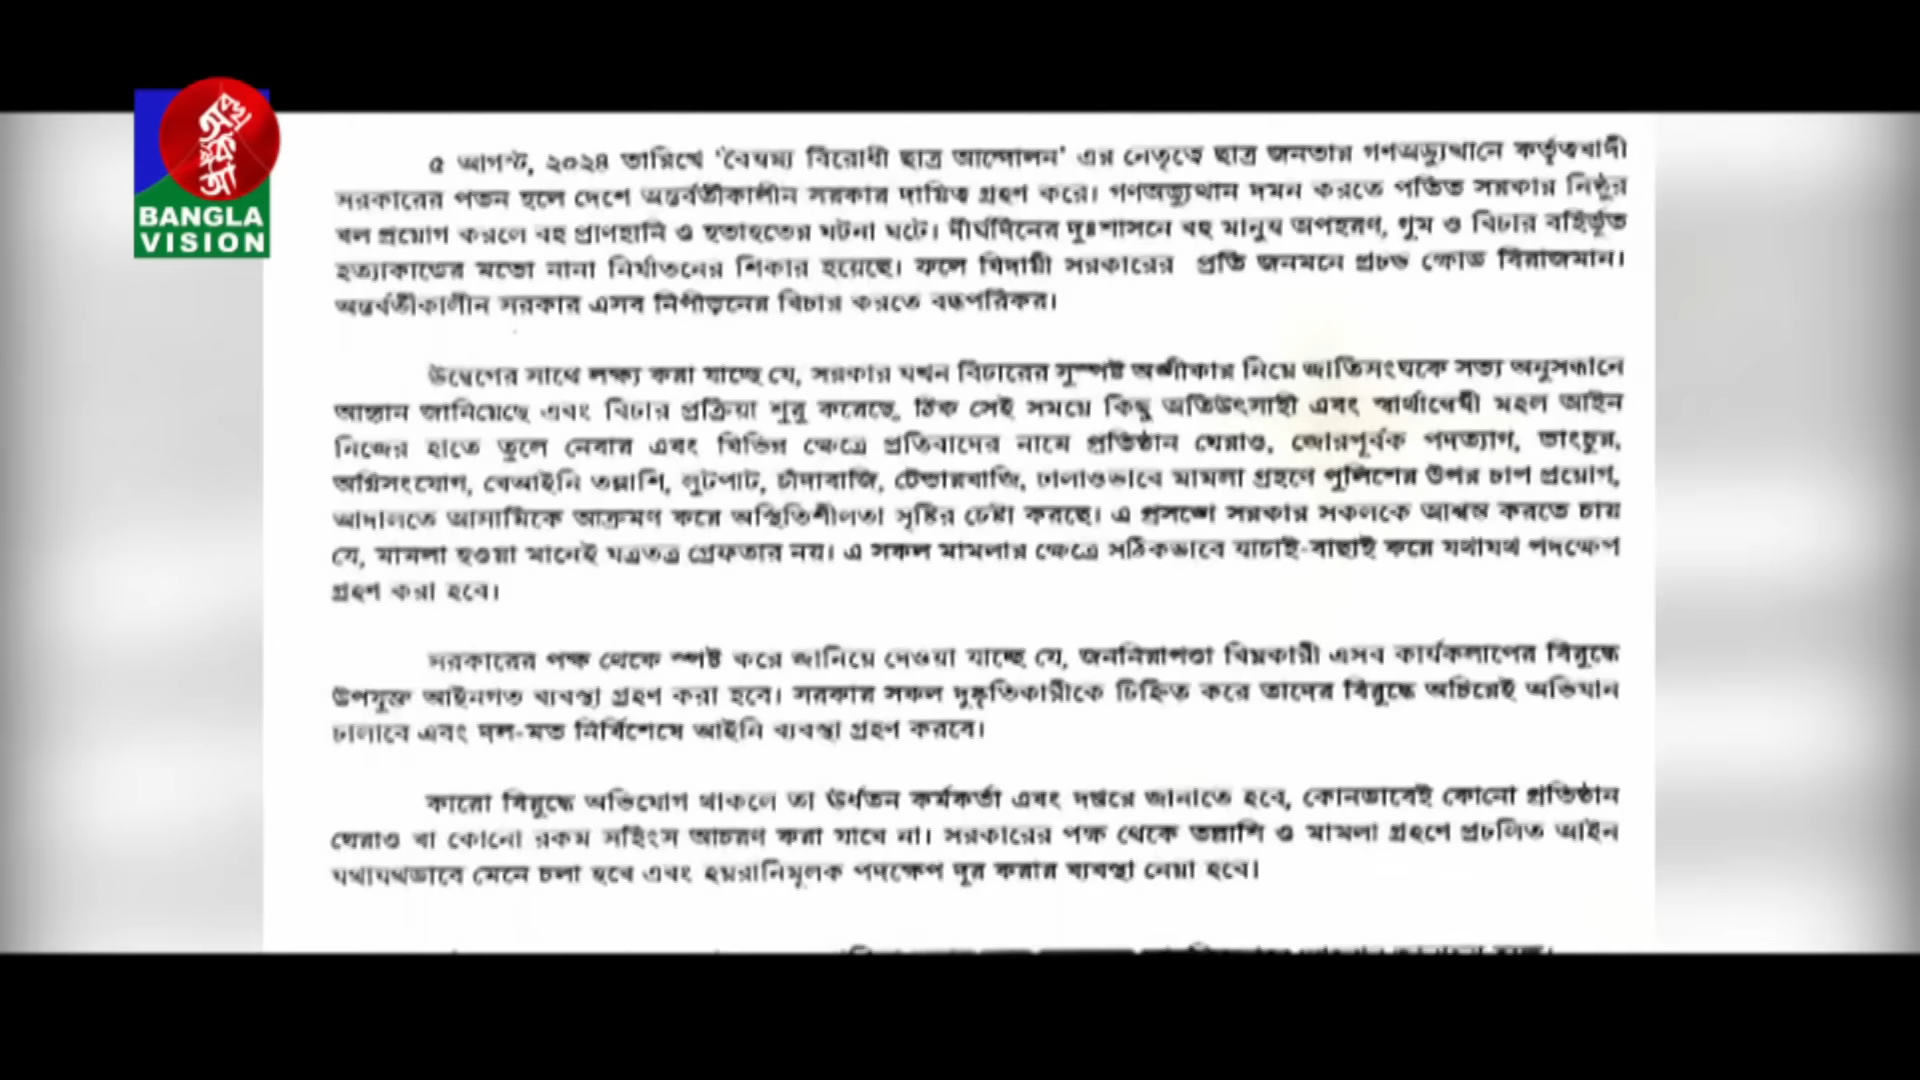 BANGLA
VISION
৫ আগস্ট, ২০২৪ তারিখে 'বৈষম্য বিরোধী ছাত্র আন্দোলন' এর নেতৃত্বে ছাত্র জনতার গণঅভ্যুত্থানে কর্তৃত্ববাদী
সরকারের পতন হলে দেশে অন্তর্বর্তীকালীন সরকার দায়িত্ব গ্রহণ করে। গণঅভ্যুত্থান দমন করতে পতিত সরকার নিষ্ঠুর
বল প্রয়োগ করলে বহু প্রাণহানি ও হতাহতের ঘটনা ঘটে। দীর্ঘদিনের দুঃশাসনে বহু মানুষ অপহরণ, গুম ও বিচার বহির্ভূত
হত্যাকান্ডের মতো নানা নির্যাতনের শিকার হয়েছে। ফলে বিদায়ী সরকারের প্রতি জনমনে প্রচন্ড ক্ষোভ বিরাজমান।
অন্তর্বর্তীকালীন সরকার এসব নিপীড়নের বিচার করতে বদ্ধপরিকর।
উদ্বেগের সাথে লক্ষ্য করা যাচ্ছে যে, সরকার যখন বিচারের সুস্পষ্ট অঙ্গীকার নিয়ে জাতিসংঘকে সত্য অনুসন্ধানে
আহ্বান জানিয়েছে এবং বিচার প্রক্রিয়া শুরু করেছে, ঠিক সেই সময়ে কিছু অতিউৎসাহী এবং স্বার্থান্বেষী মহল আইন
নিজের হাতে তুলে নেবার এবং বিভিন্ন ক্ষেত্রে প্রতিবাদের নামে প্রতিষ্ঠান ঘেরাও, জোরপূর্বক পদত্যাগ, ভাংচুর,
অগ্নিসংযোগ, বেআইনি তল্লাশি, লুটপাট, চাঁদাবাজি, টেন্ডারবাজি, ঢালাওভাবে মামলা গ্রহণে পুলিশের উপর চাপ প্রয়োগ,
আদালতে আসামিকে আক্রমণ করে অস্থিতিশীলতা সৃষ্টির চেষ্টা করছে। এ প্রসঙ্গে সরকার সকলকে আশ্বস্ত করতে চায়
যে, মামলা হওয়া মানেই যত্রতত্র গ্রেফতার নয়। এ সকল মামলার ক্ষেত্রে সঠিকভাবে যাচাই-বাছাই করে যথাযথ পদক্ষেপ
গ্রহণ করা হবে।
সরকারের পক্ষ থেকে স্পষ্ট করে জানিয়ে দেওয়া যাচ্ছে যে, জননিরাপত্তা বিঘ্নকারী এসব কার্যকলাপের বিরুদ্ধে
উপযুক্ত আইনগত ব্যবস্থা গ্রহণ করা হবে। সরকার সকল দুষ্কৃতিকারীকে চিহ্নিত করে তাদের বিরুদ্ধে অচিরেই অভিযান
চালাবে এবং দল-মত নির্বিশেষে আইনি ব্যবস্থা গ্রহণ করবে।
কারো বিরুদ্ধে অভিযোগ থাকলে তা ঊর্ধতন কর্মকর্তা এবং দপ্তরে জানাতে হবে, কোনভাবেই কোনো প্রতিষ্ঠান
ঘেরাও বা কোনো রকম সহিংস আচরণ করা যাবে না। সরকারের পক্ষ থেকে তল্লাশি ও মামলা গ্রহণে প্রচলিত আইন
যথাযথভাবে মেনে চলা হবে এবং হয়রানিমূলক পদক্ষেপ দূর করার ব্যবস্থা নেয়া হবে।